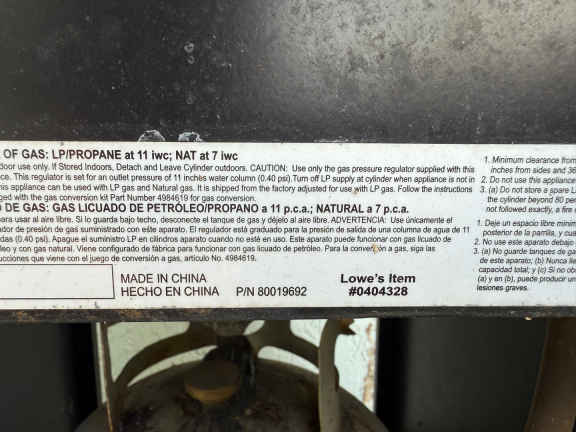 OF GAS: LP/PROPANE at 11 iwc; NAT at 7 iwc
door use only. If Stored Indoors, Detach and Leave Cylinder outdoors. CAUTION: Use only the gas pressure regulator supplied with this
ce. This regulator is set for an outlet pressure of 11 inches water column (0.40 psi).Turn off LP supply at cylinder when appliance is not in
his appliance can be used with LP gas and Natural gas. It is shipped from the factory adjusted for use with LP gas. Follow the instructions
ged with the gas conversion kit Part Number 4984619 for gas conversion.
O DE GAS: GAS LICUADO DE PETRÓLEO/PROPANO a 11 p.c.a.; NATURAL a 7 p.c.a.
para usar al aire libre. Si lo guarda bajo techo, desconecte el tanque de gas y déjelo al aire libre. ADVERTENCIA: Use únicamente el
ador de presión de gas suministrado con este aparato. El regulador está graduado para la presión de salida de una columna de agua de 11
das (0.40 psi). Apague el suministro LP en cilindros aparato cuando no esté en uso. Este aparato puede funcionar con gas licuado de
leo y con gas natural. Viene configurado de fábrica para funcionar con gas licuado de petróleo. Para la conversión a gas, siga las
ucciones que viene con el juego de conversión a gas, artículo No. 4984619.
MADE IN CHINA
HECHO EN CHINA P/N 80019692
Lowe's Item
#0404328
1. Minimum clearance from
inches from sides and 36
2. Do not use this appliance
3. (a) Do not store a spare L
the cylinder beyond 80 per
not followed exactly, a fire
1. Deje un espacio libre mínim
posterior de la parrilla, y cua
2. No use este aparato debajo
3. (a) No guarde tanques de ga
de este aparato; (b) Nunca lle
capacidad total; y (c) Si no ob
(a) y en (b), puede producir un
lesiones graves.